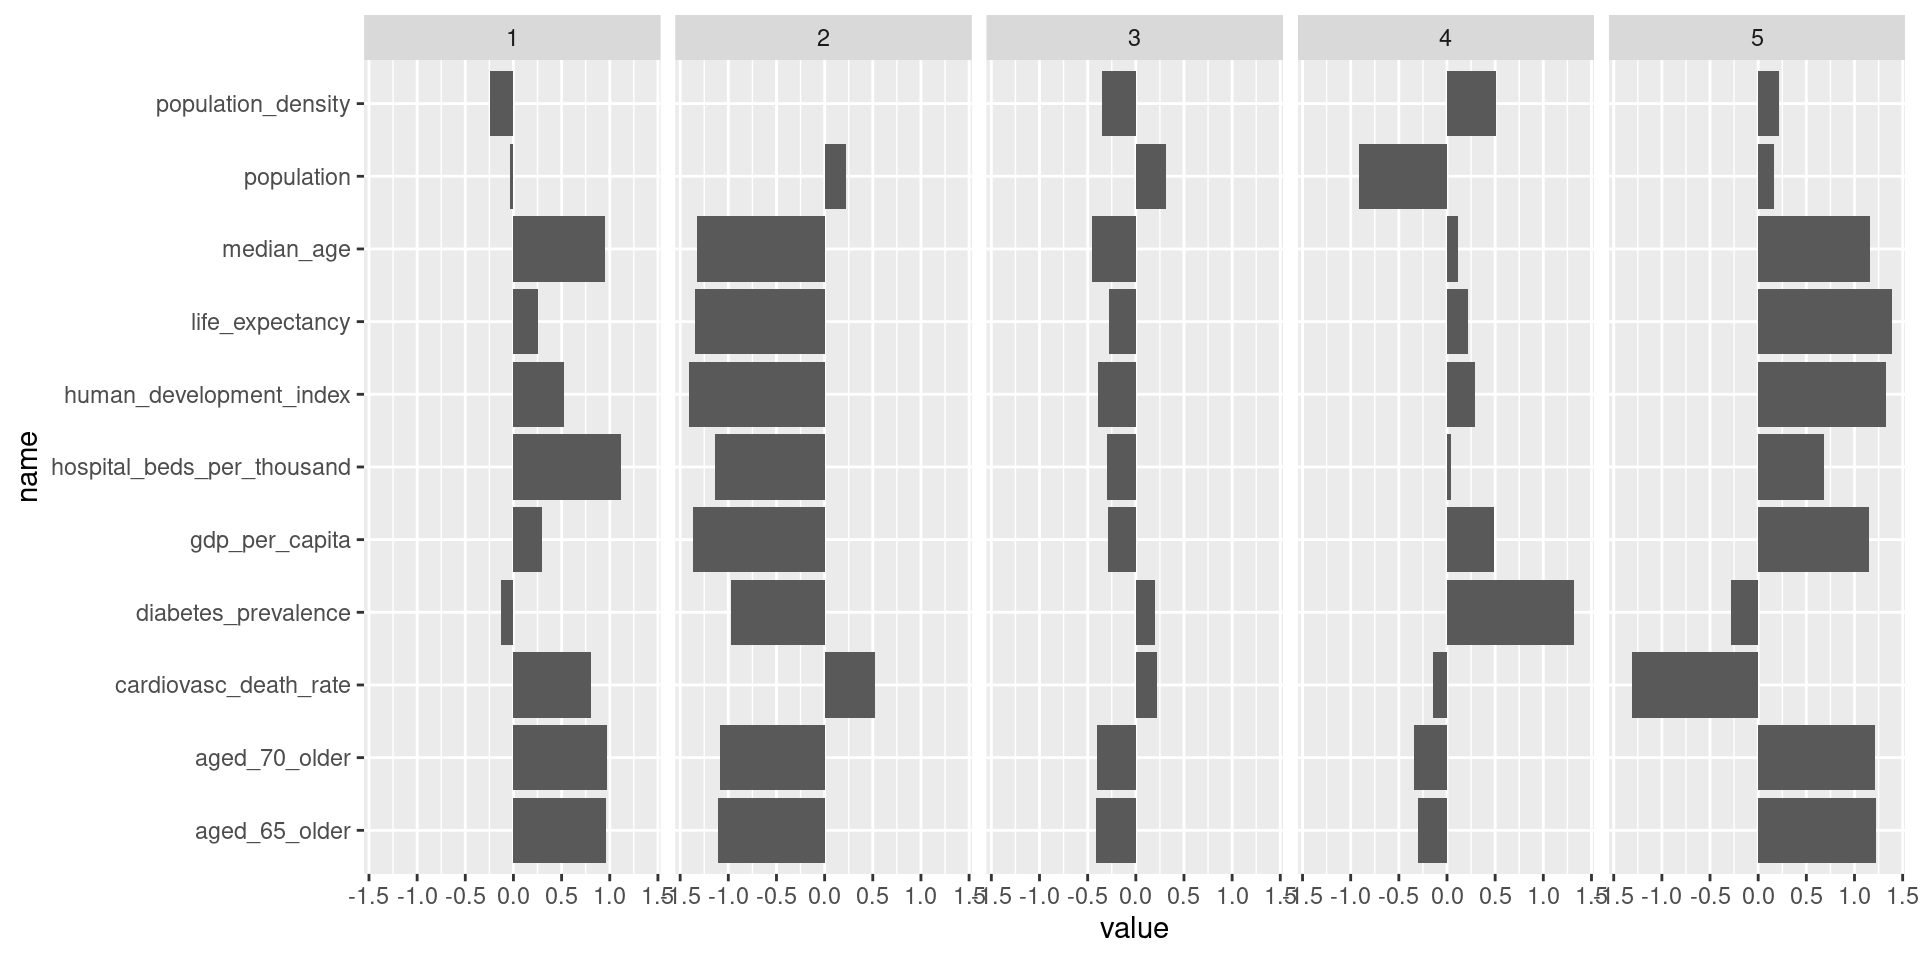 1 2 3 4 5
population_density
population
median_age
life_expectancy
human_development_index
hospital_beds_per_thousand
gdp_per_capita
diabetes_prevalence
cardiovasc_death_rate
aged_70_older
aged_65_older
name
-1.5 -1.0 -0.5 0.0 0.5 1.0 1.5 -1.5 -1.0 -0.5 0.0 0.5 1.0 1.5 -1.5 -1.0 -0.5 0.0 0.5 1.0 1.5 -1.5 -1.0 -0.5 0.0 0.5 1.0 1.5 -1.5 -1.0 -0.5 0.0 0.5 1.0 1.5
value